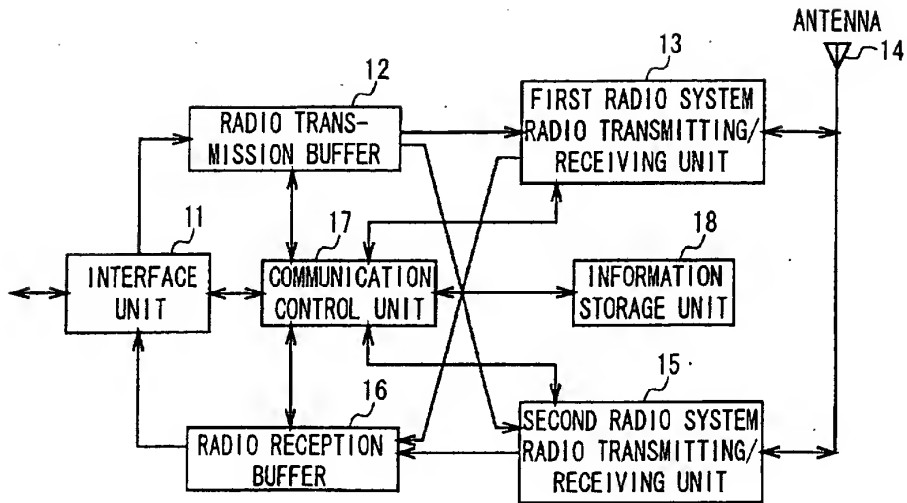 ANTENNA
14
13
12
FIRST RADIO SYSTEM
RADIO TRANSMITTING/
RECEIVING UNIT
RADIO TRANS-
MISSION BUFFER
11
17
18
INTERFACE
UNIT
COMMUNICATION
CONTROL UNIT
INFORMATION
STORAGE UNIT
16
15
RADIO RECEPTION
BUFFER
SECOND RADIO SYSTEM
RADIO TRANSMITTING/
RECEIVING UNIT